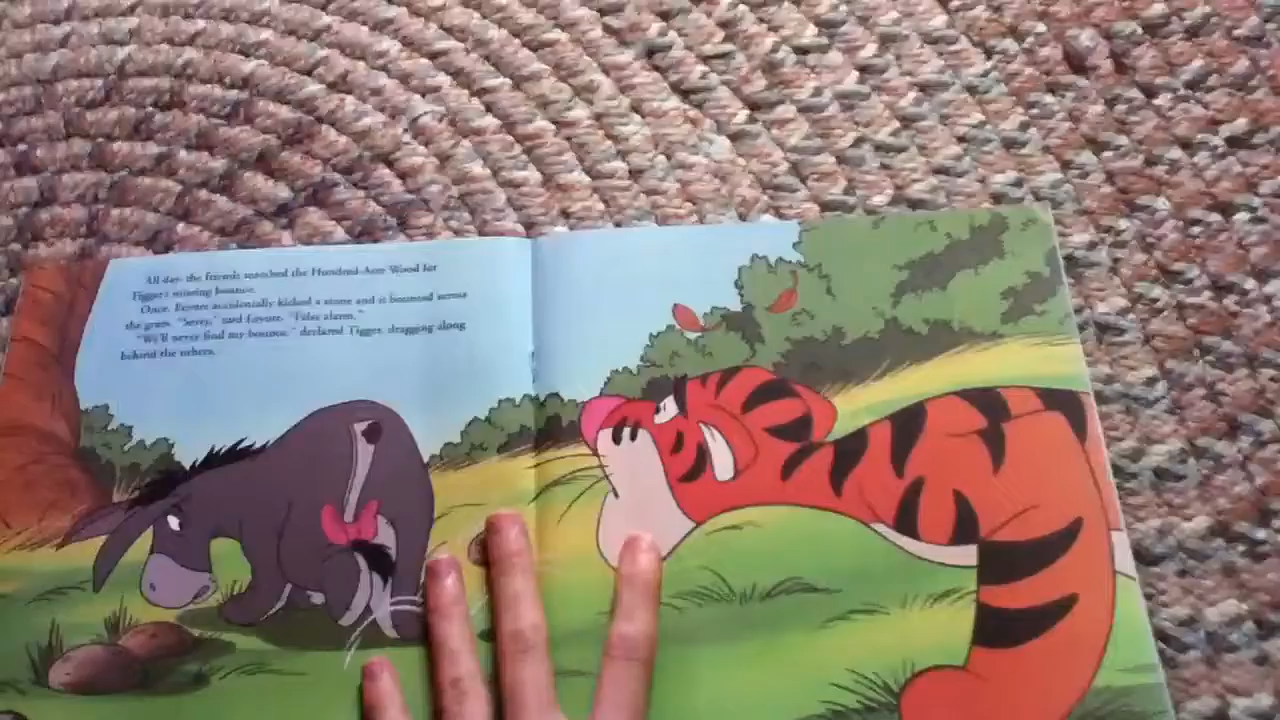 All day, the friends searched the Hundred-Acre Wood for
Tigger's missing bounce.
Once, Eeyore accidentally kicked a stone and it bounced across
the grass. "Sorry," said Eeyore. "False alarm."
"We'll never find my bounce," declared Tigger, dragging along
behind the others.